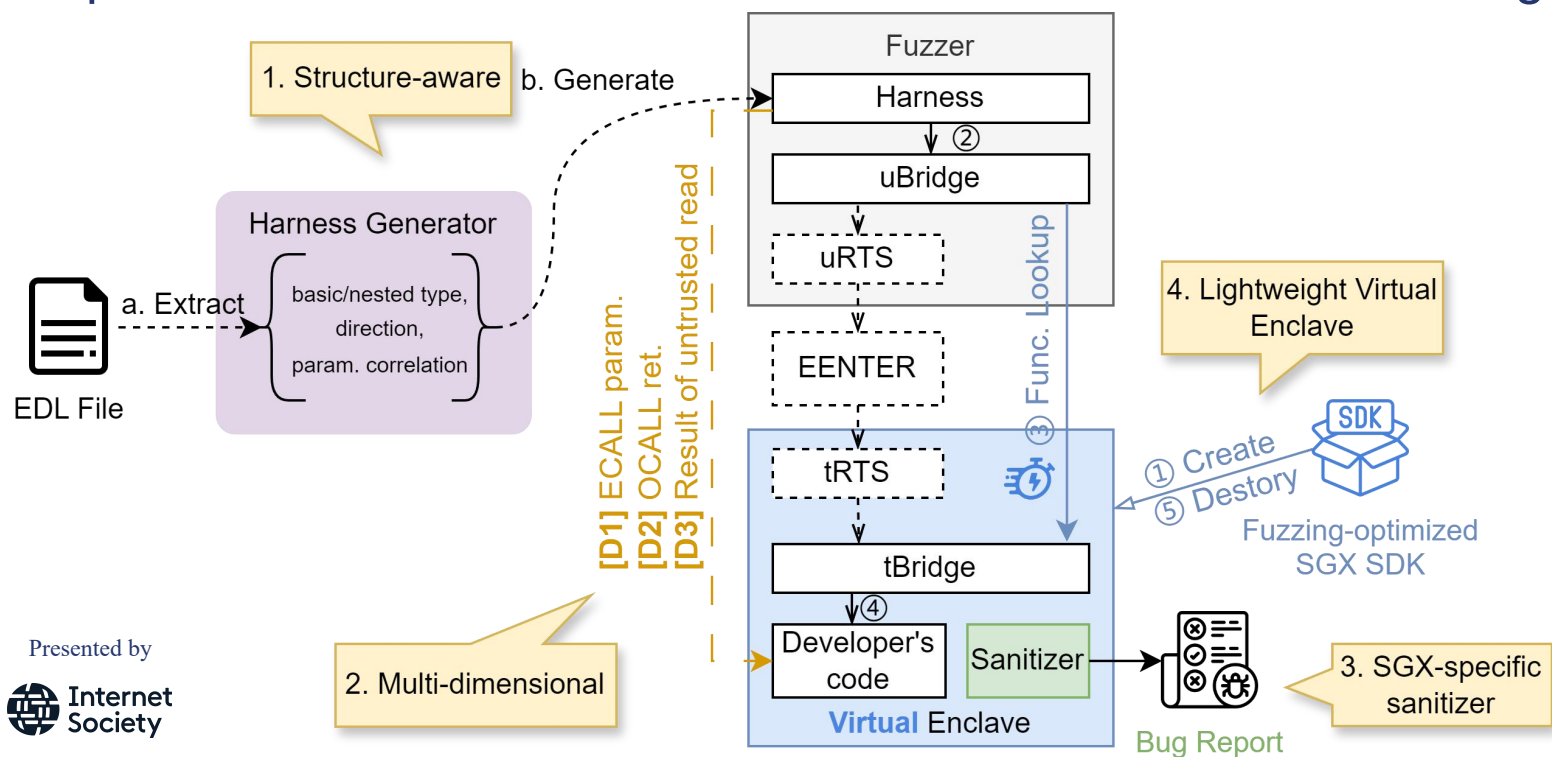 1. Structure-aware
b. Generate
Harness Generator
basic/nested type,
direction,
param. correlation
a. Extract
EDL File
[D1] ECALL param.
[D2] OCALL ret.
[D3] Result of untrusted read
2. Multi-dimensional
Fuzzer
Harness
②
uBridge
uRTS
EENTER
③ Func. Lookup
tRTS
tBridge
④
Developer's
code
Sanitizer
Virtual Enclave
4. Lightweight Virtual
Enclave
SDK
① Create
⑤ Destory
Fuzzing-optimized
SGX SDK
3. SGX-specific
sanitizer
Bug Report
Presented by
Internet
Society